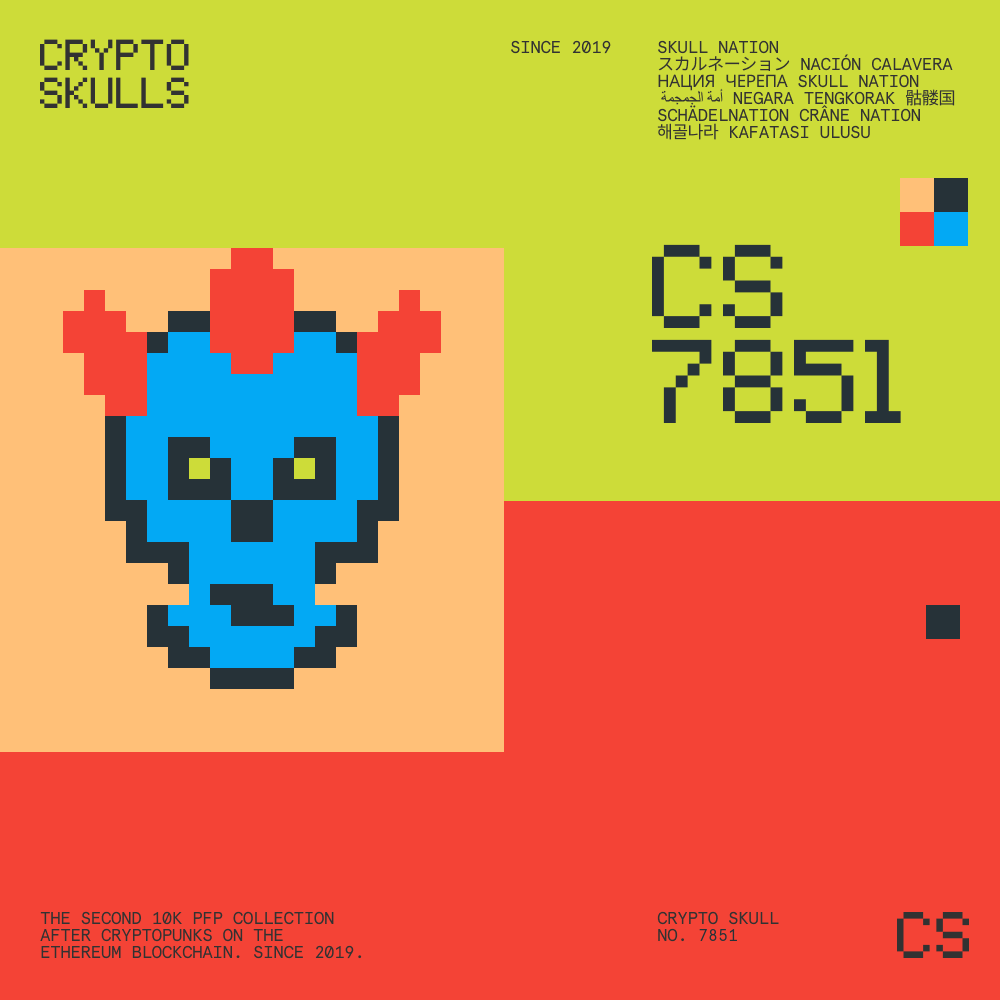 CRYPTO
SKULLS
SINCE 2019
SKULL NATION
スカルネーション NACIÓN CALAVERA
НАЦИЯ ЧЕРЕПА SKULL NATION
أمة الجمجمة NEGARA TENGKORAK 骷髅国
SCHÄDELNATION CRÂNE NATION
해골나라 KAFATASI ULUSU
CS
7851
THE SECOND 10K PFP COLLECTION
AFTER CRYPTOPUNKS ON THE
ETHEREUM BLOCKCHAIN. SINCE 2019.
CRYPTO SKULL
NO. 7851
CS